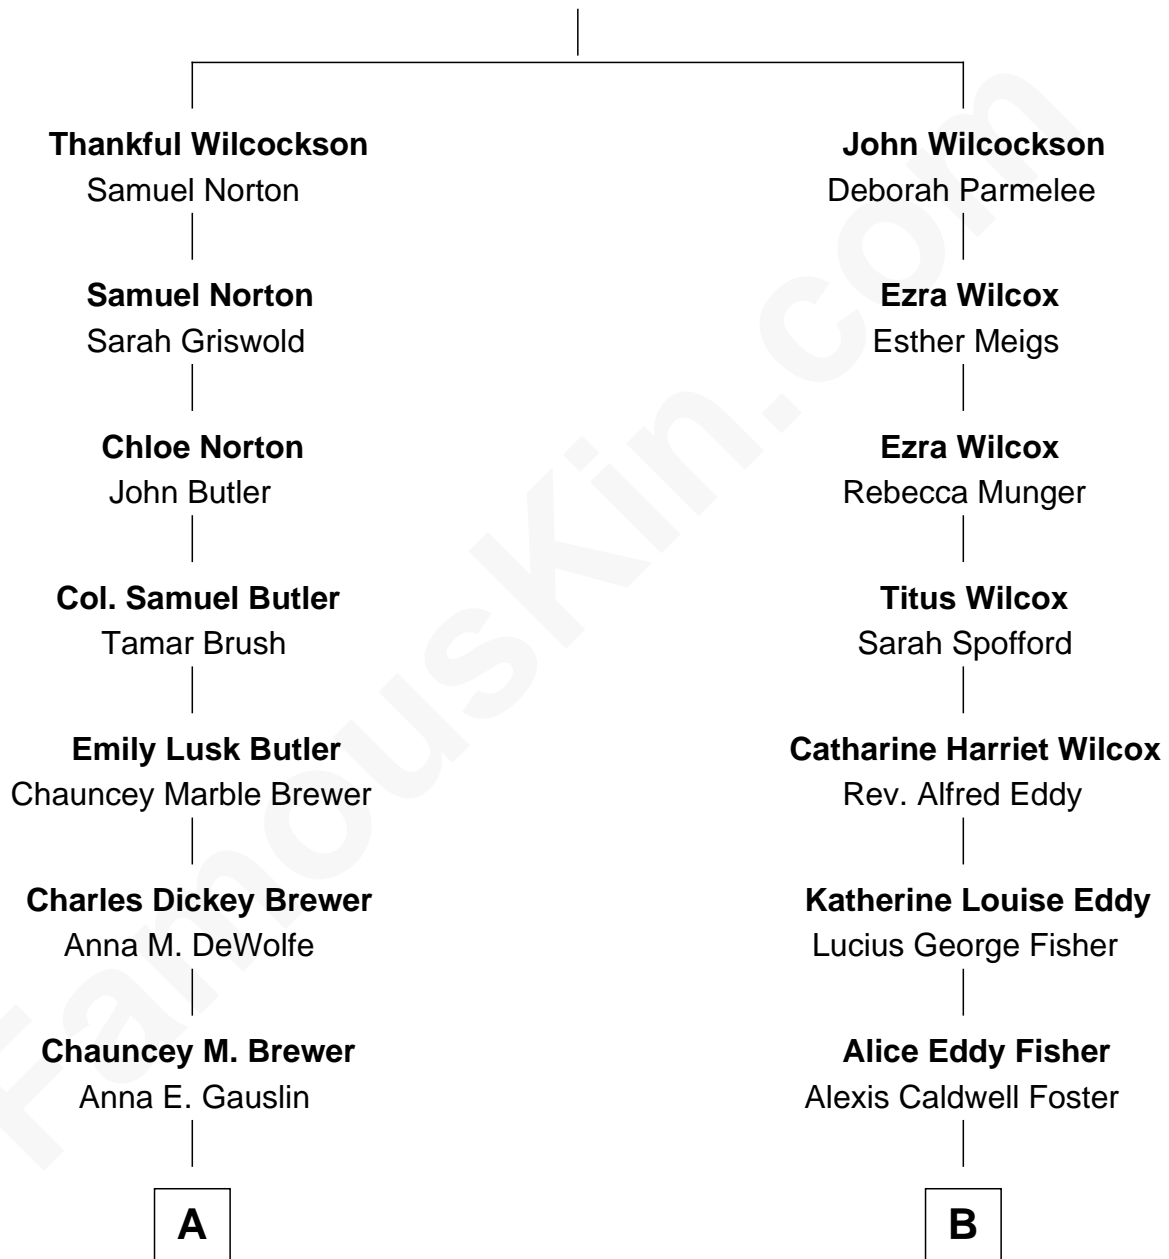 Thankful Wilcockson
Samuel Norton
Samuel Norton
Sarah Griswold
Chloe Norton
John Butler
Col. Samuel Butler
Tamar Brush
Emily Lusk Butler
Chauncey Marble Brewer
Charles Dickey Brewer
Anna M. DeWolfe
Chauncey M. Brewer
Anna E. Gauslin
A
John Wilcockson
Deborah Parmelee
Ezra Wilcox
Esther Meigs
Ezra Wilcox
Rebecca Munger
Titus Wilcox
Sarah Spofford
Catharine Harriet Wilcox
Rev. Alfred Eddy
Katherine Louise Eddy
Lucius George Fisher
Alice Eddy Fisher
Alexis Caldwell Foster
B
FamousKin.com